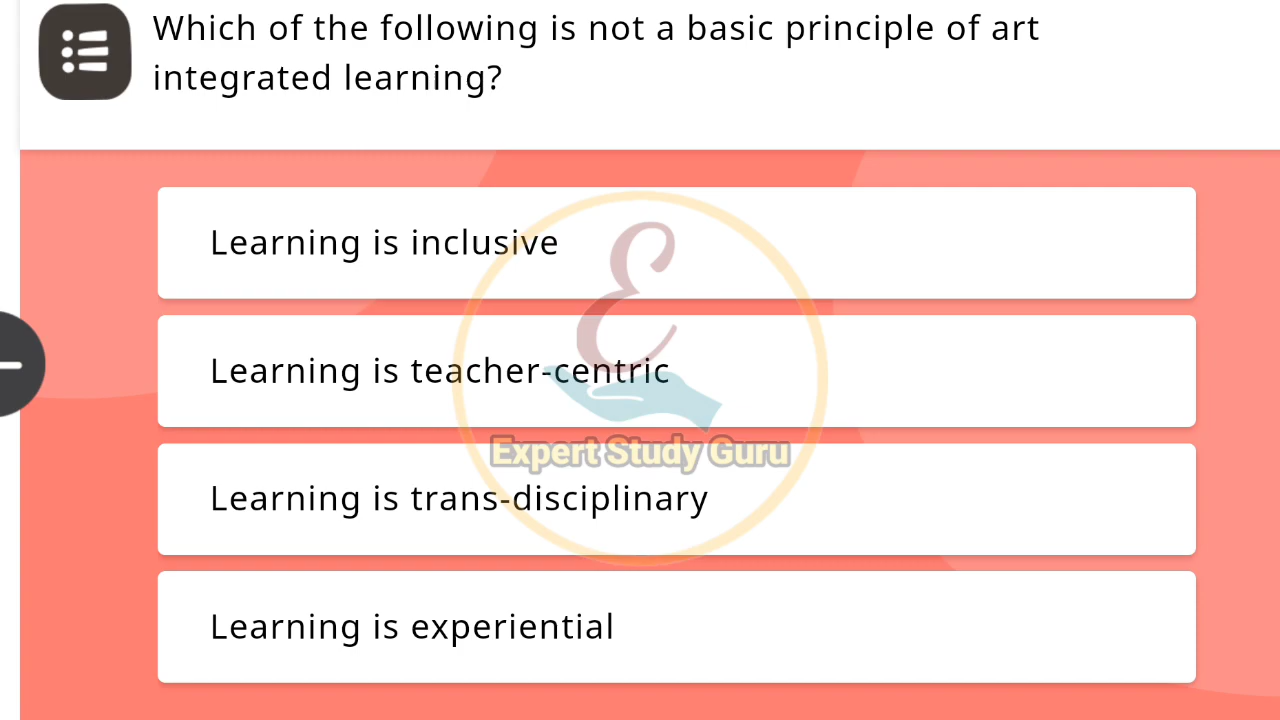 Which of the following is not a basic principle of art
integrated learning?
Learning is inclusive
Learning is teacher-centric
Expert Study Guru
Learning is trans-disciplinary
Learning is experiential